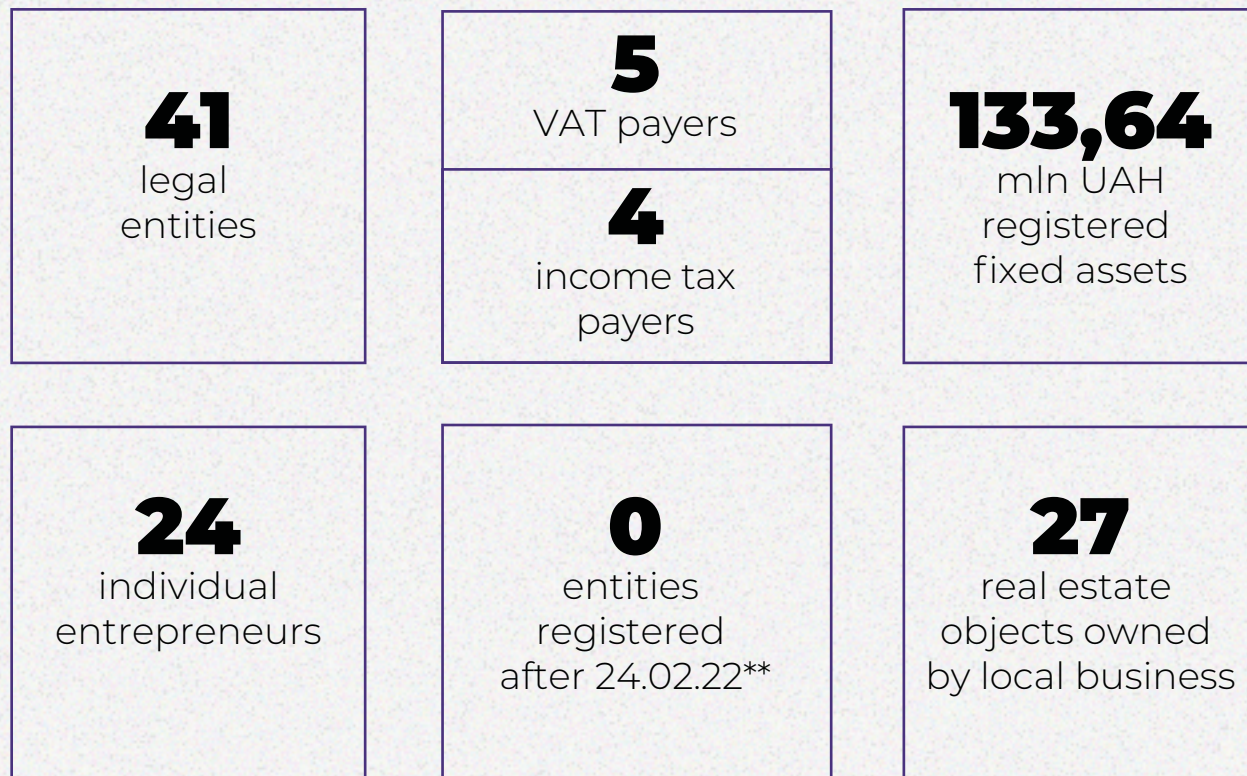 41
legal
entities
5
VAT payers
4
income tax
payers
133,64
mln UAH
registered
fixed assets
24
individual
entrepreneurs
0
entities
registered
after 24.02.22**
27
real estate
objects owned
by local business